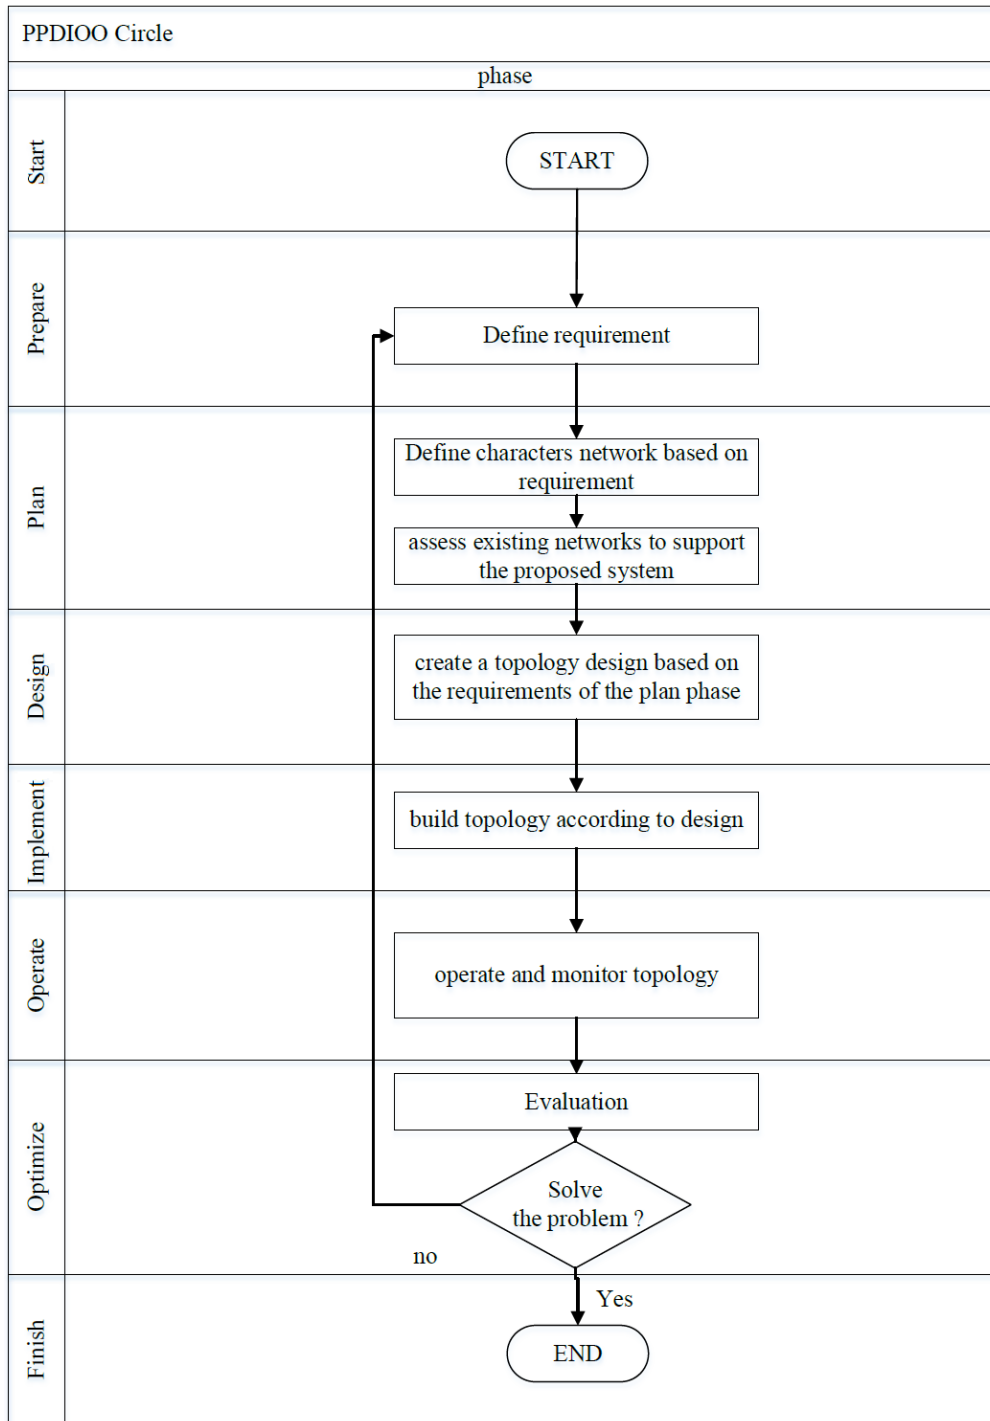 PPDIOO Circle
phase
Start
START
Prepare
Define requirement
Plan
Define characters network based on
requirement
assess existing networks to support
the proposed system
Design
create a topology design based on
the requirements of the plan phase
Implement
build topology according to design
Operate
operate and monitor topology
Optimize
Evaluation
Solve
the problem ?
no
Finish
Yes
END